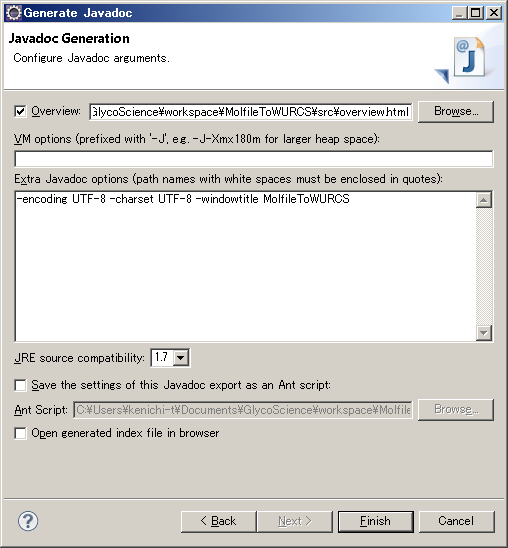 Generate Javadoc
Javadoc Generation
Configure Javadoc arguments.
@
J
Overview:
GlycoScience¥workspace¥MolfileToWURCS¥src¥overview.html
Browse...
VM options (prefixed with '-J', e.g. -J-Xmx180m for larger heap space):
Extra Javadoc options (path names with white spaces must be enclosed in quotes):
-encoding UTF-8 -charset UTF-8 -windowtitle MolfileToWURCS
JRE source compatibility: 1.7
Save the settings of this Javadoc export as an Ant script:
Ant Script: C:¥Users¥kenichi-t¥Documents¥GlycoScience¥workspace¥Molfile Browse...
Open generated index file in browser
?
< Back Next > Finish Cancel